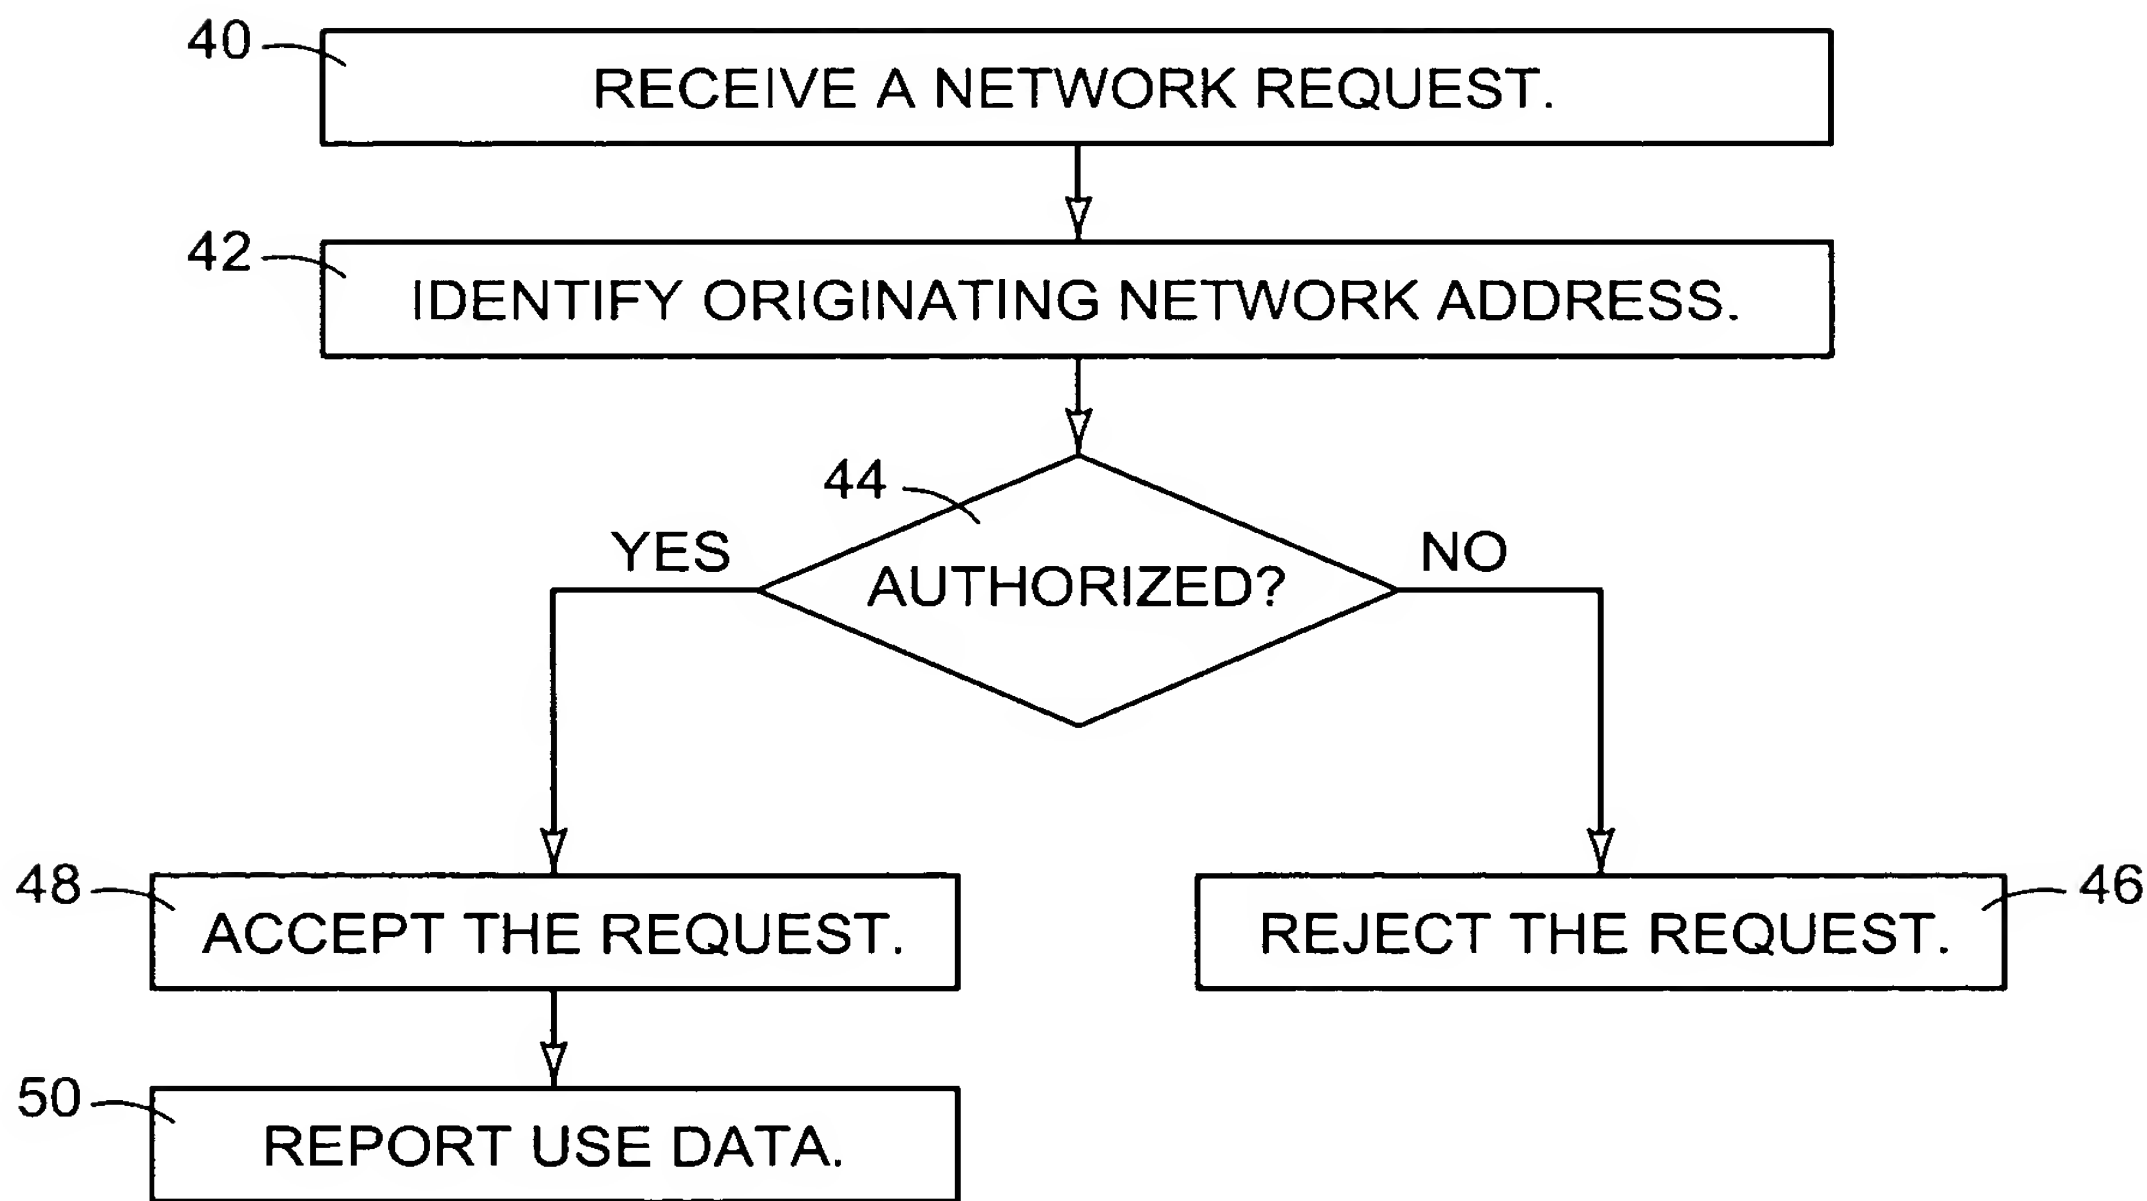 40
RECEIVE A NETWORK REQUEST.
42
IDENTIFY ORIGINATING NETWORK ADDRESS.
44
YES
AUTHORIZED?
NO
48
ACCEPT THE REQUEST.
REJECT THE REQUEST.
46
50
REPORT USE DATA.